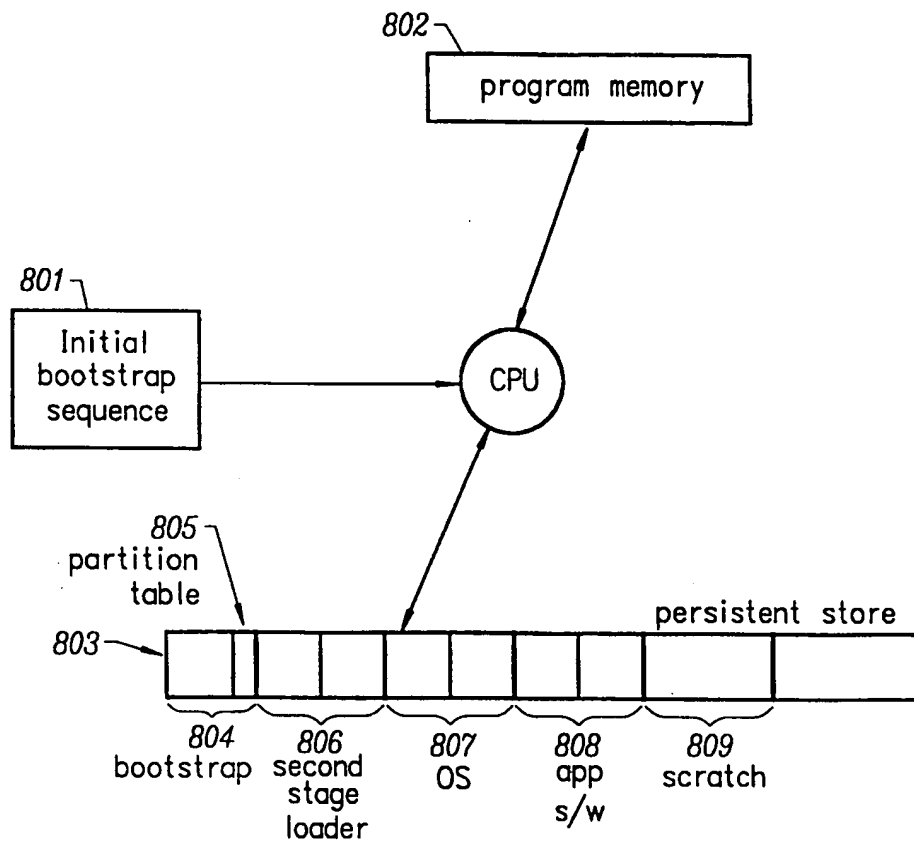 802
program memory
801
Initial
bootstrap
sequence
CPU
805
partition
table
persistent store
803
804
bootstrap
806
second
stage
loader
807
OS
808
app
s/w
809
scratch